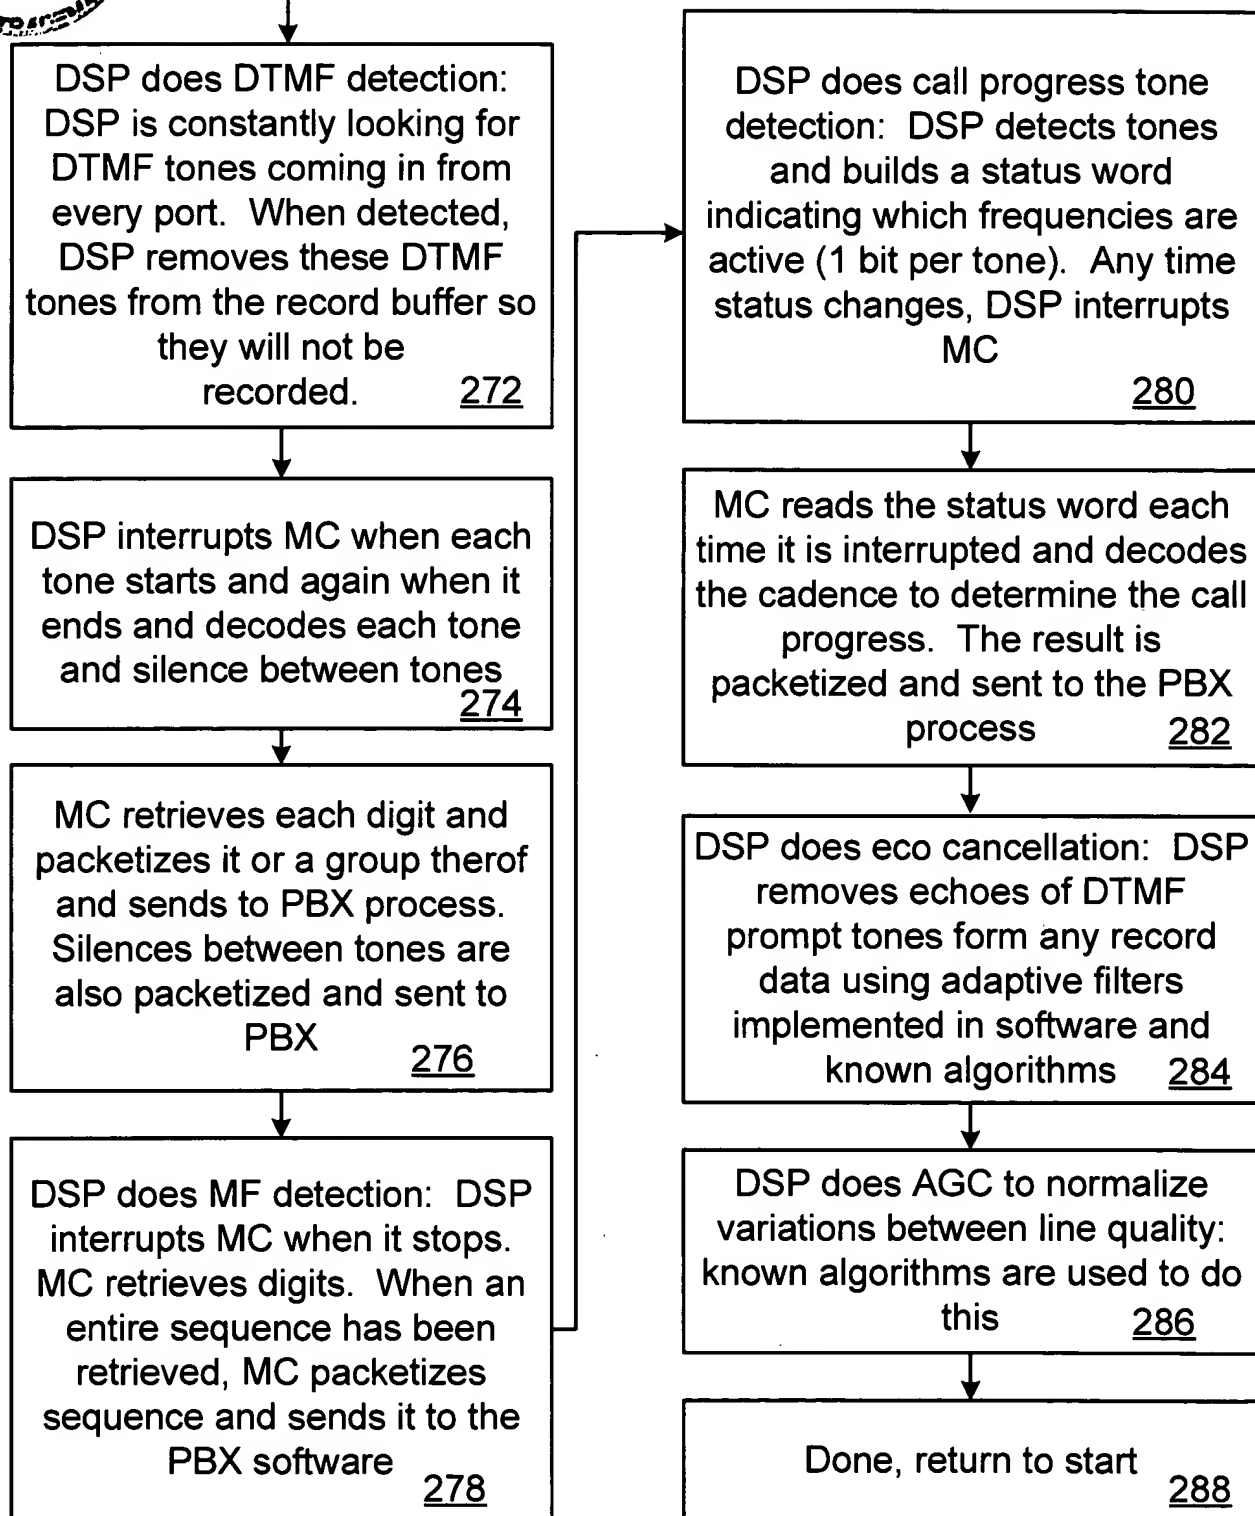 DSP does DTMF detection:
DSP is constantly looking for
DTMF tones coming in from
every port. When detected,
DSP removes these DTMF
tones from the record buffer so
they will not be
recorded. 272
DSP interrupts MC when each
tone starts and again when it
ends and decodes each tone
and silence between tones
274
MC retrieves each digit and
packetizes it or a group therof
and sends to PBX process.
Silences between tones are
also packetized and sent to
PBX 276
DSP does MF detection: DSP
interrupts MC when it stops.
MC retrieves digits. When an
entire sequence has been
retrieved, MC packetizes
sequence and sends it to the
PBX software
278
DSP does call progress tone
detection: DSP detects tones
and builds a status word
indicating which frequencies are
active (1 bit per tone). Any time
status changes, DSP interrupts
MC
280
MC reads the status word each
time it is interrupted and decodes
the cadence to determine the call
progress. The result is
packetized and sent to the PBX
process 282
DSP does eco cancellation: DSP
removes echoes of DTMF
prompt tones form any record
data using adaptive filters
implemented in software and
known algorithms 284
DSP does AGC to normalize
variations between line quality:
known algorithms are used to do
this 286
Done, return to start
288